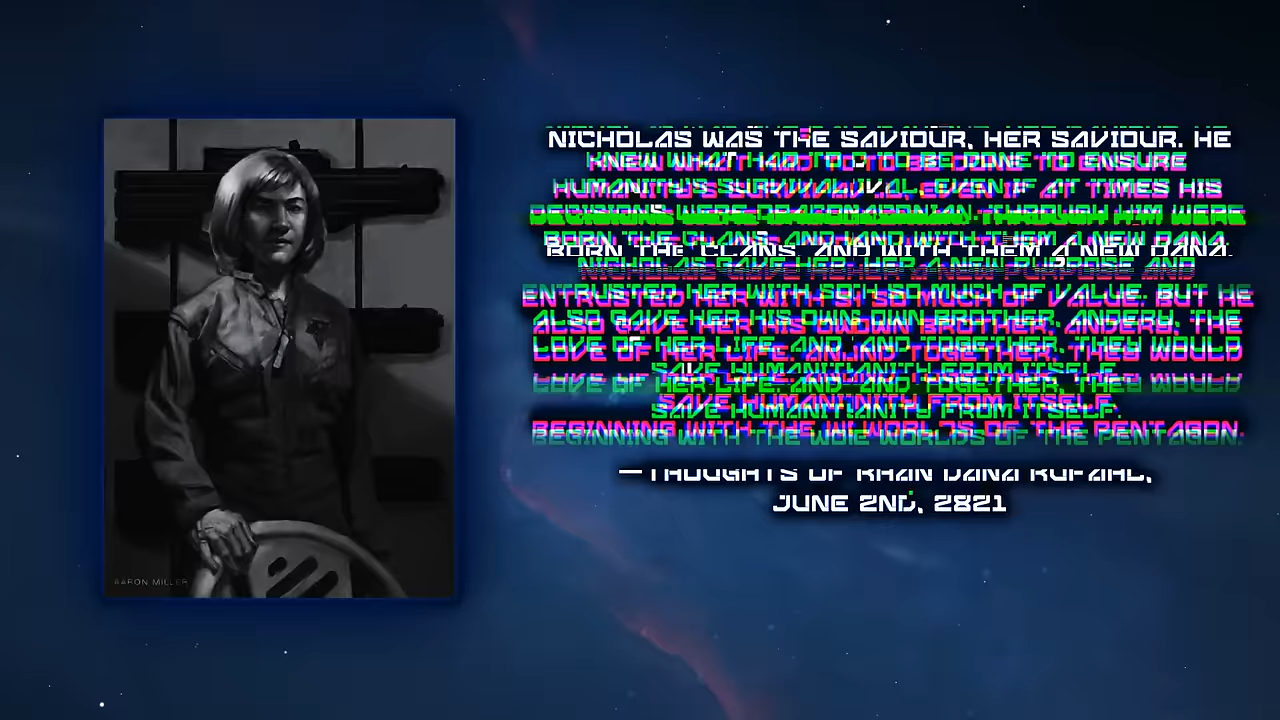 NICHOLAS WAS THE SAVIOUR, HER SAVIOUR. HE
KNEW WHAT HAD TO BE DONE TO ENSURE
HUMANITY'S SURVIVAL, EVEN IF AT TIMES HIS
DECISIONS WERE DRACONIAN. THROUGH HIM WERE
BORN THE CLANS, AND WITH THEM A NEW DANA.
NICHOLAS GAVE HER A NEW PURPOSE AND
ENTRUSTED HER WITH SO MUCH OF VALUE. BUT HE
ALSO GAVE HER HIS OWN BROTHER, ANDERY, THE
LOVE OF HER LIFE. AND TOGETHER, THEY WOULD
SAVE HUMANITY FROM ITSELF.
BEGINNING WITH THE WORLDS OF THE PENTAGON.
—THOUGHTS OF KHAN DANA KUFAHL,
JUNE 2ND, 2821
AARON MILLER